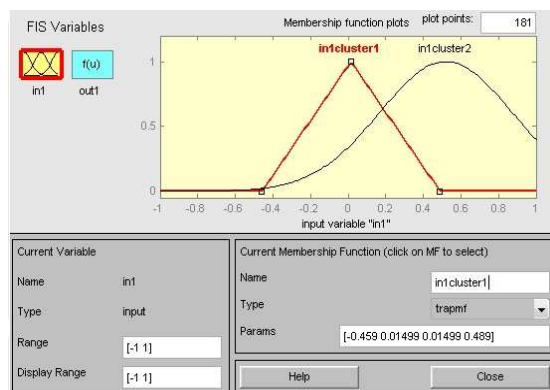 FIS Variables
f(u)
in1
out1
Membership function plots
plot points:
181
in1cluster1
in1cluster2
1
0.5
0
-1
-0.8
-0.6
-0.4
-0.2
0
0.2
0.4
0.6
0.8
1
input variable "in1"
Current Variable
Name
in1
Type
input
Range
[-1 1]
Display Range
[-1 1]
Current Membership Function (click on MF to select)
Name
in1cluster1
Type
trapmf
Params
[-0.459 0.01499 0.01499 0.489]
Help
Close